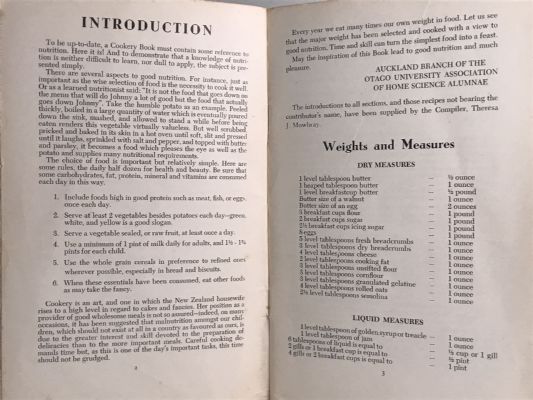 INTRODUCTION
To be up-to-date, a Cookery Book must contain some reference to
nutrition. Here it is! And to demonstrate that a knowledge of nutri-
tion is neither difficult to learn, nor dull to apply, the subject is pre-
sented simply.
There are several aspects to good nutrition. For instance, just as
important as the wise selection of food is the necessity to cook it well.
Or as a learned nutritionist said: "It is not the food that goes down on
the menu that will do Johnny a lot of good but the food that actually
goes down Johnny". Take the humble potato as an example. Peeled
thickly, boiled in a large quantity of water which is eventually poured
down the sink, mashed, and allowed to stand a while before being
eaten renders this vegetable virtually valueless. But well scrubbed,
pricked and baked in its skin in a hot oven until soft, slit and pressed
until it laughs, sprinkled with salt and pepper, and topped with butter
and parsley, it becomes a food which pleases the eye as well as the
potato and supplies many nutritional requirements.
The choice of food is important but relatively simple. Here are
some rules, the daily half dozen for health and beauty. Be sure that
some carbohydrates, fat, protein, mineral and vitamins are consumed
each day in this way.
1. Include foods high in good protein such as meat, fish, or eggs
once each day.
2. Serve at least 2 vegetables besides potatoes each day—green,
white, and yellow is a good slogan.
3. Serve a vegetable sealed, or raw fruit, at least once a day.
4. Use a minimum of 1 pint of milk daily for adults, and 1½ - 1¾
pints for each child.
5. Use the whole grain cereals in preference to refined ones
wherever possible, especially in bread and biscuits.
6. When these essentials have been consumed, eat other foods
as may take the fancy.
Cookery is an art, and one in which the New Zealand housewife
rises to a high level in regard to cakes and fancies. Her position as a
provider of good wholesome meals is not so assured—indeed, on many
occasions, it has been suggested that malnutrition amongst our chil-
dren, which should not exist at all in a country as favoured as ours, is
due to the greater interest and skill devoted to the preparation of
delicacies than to the more important meals. Careful cooking de-
mands time but, as this is one of the day's important tasks, this time
should not be grudged.
2
Every year we eat many times our own weight in food. Let us see
that the major weight has been selected and cooked with a view to
good nutrition. Time and skill can turn the simplest food into a feast.
May the inspiration of this Book lead to good nutrition and much
pleasure.
AUCKLAND BRANCH OF THE
OTAGO UNIVERSITY ASSOCIATION
OF HOME SCIENCE ALUMNAE
The introductions to all sections, and those recipes not bearing the
contributor's name, have been supplied by the Compiler, Theresa
J.
Weights and Measures
DRY MEASURES
1 level tablespoon butter — ½ ounce
1 heaped tablespoon butter — 1 ounce
1 level breakfastcup butter — ½ pound
Butter size of a walnut — 1 ounce
Butter size of an egg — 2 ounces
3 breakfast cups flour — 1 pound
2 breakfast cups sugar — 1 pound
2½ breakfast cups icing sugar — 1 pound
8 eggs — 1 pound
5 level tablespoons fresh breadcrumbs — 1 ounce
3 level tablespoons dry breadcrumbs — 1 ounce
4 level tablespoons cheese — 1 ounce
2 level tablespoons cooking fat — 1 ounce
3 level tablespoons unsifted flour — 1 ounce
3 level tablespoons cornflour — 1 ounce
3 level tablespoons granulated gelatine — 1 ounce
4 level tablespoons rolled oats — 1 ounce
2½ level tablespoons semolina — 1 ounce
LIQUID MEASURES
1 level tablespoon of golden syrup or treacle — 1 ounce
1 level tablespoon of jam — 1 ounce
6 tablespoons of liquid is equal to — ½ cup or 1 gill
2 gills or 1 breakfast cup is equal to — ½ pint
4 gills or 2 breakfast cups is equal to — 1 pint
3